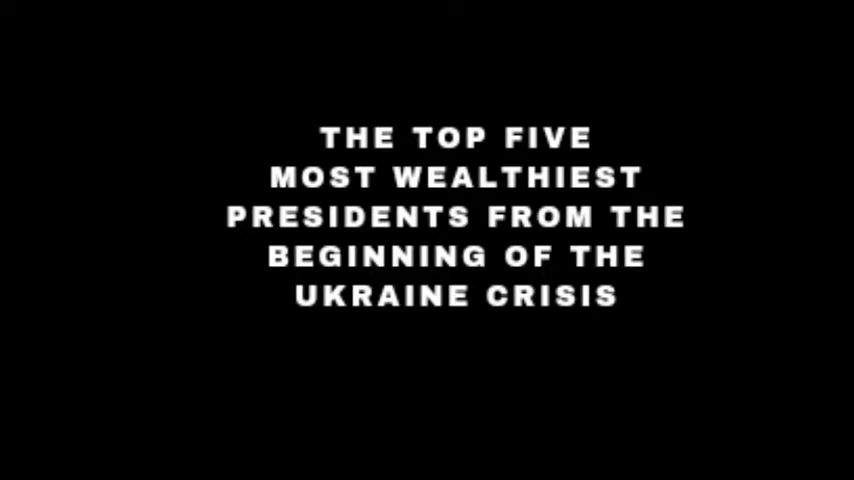 THE TOP FIVE
MOST WEALTHIEST
PRESIDENTS FROM THE
BEGINNING OF THE
UKRAINE CRISIS